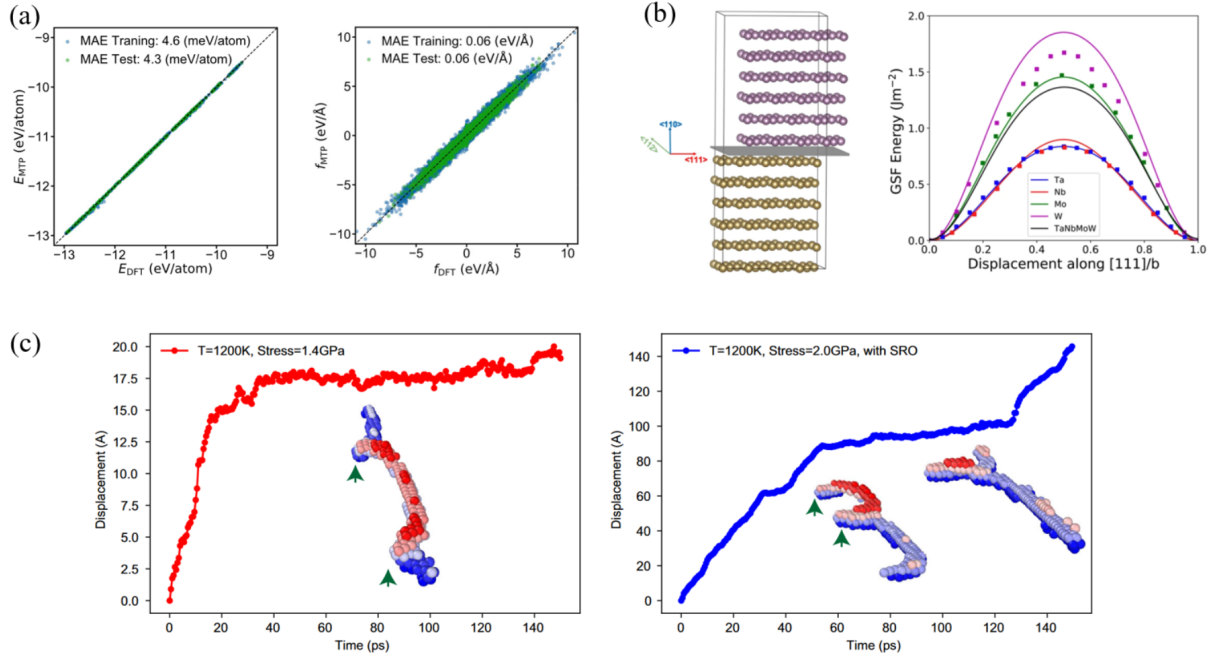 (a)
MAE Traning: 4.6 (meV/atom)
MAE Test: 4.3 (meV/atom)
E_MTP (eV/atom)
−9
−10
−11
−12
−13
−13 −12 −11 −10 −9
E_DFT (eV/atom)
MAE Training: 0.06 (eV/Å)
MAE Test: 0.06 (eV/Å)
f_MTP (eV/Å)
10
5
0
−5
−10
−10 −5 0 5 10
f_DFT (eV/Å)
(b)
<110>
<112>
<111>
GSF Energy (Jm⁻²)
2.0
1.5
1.0
0.5
0.0
Ta
Nb
Mo
W
TaNbMoW
0.0 0.2 0.4 0.6 0.8 1.0
Displacement along [111]/b
(c)
T=1200K, Stress=1.4GPa
Displacement (A)
20.0
17.5
15.0
12.5
10.0
7.5
5.0
2.5
0.0
0 20 40 60 80 100 120 140
Time (ps)
T=1200K, Stress=2.0GPa, with SRO
Displacement (A)
140
120
100
80
60
40
20
0
0 20 40 60 80 100 120 140
Time (ps)